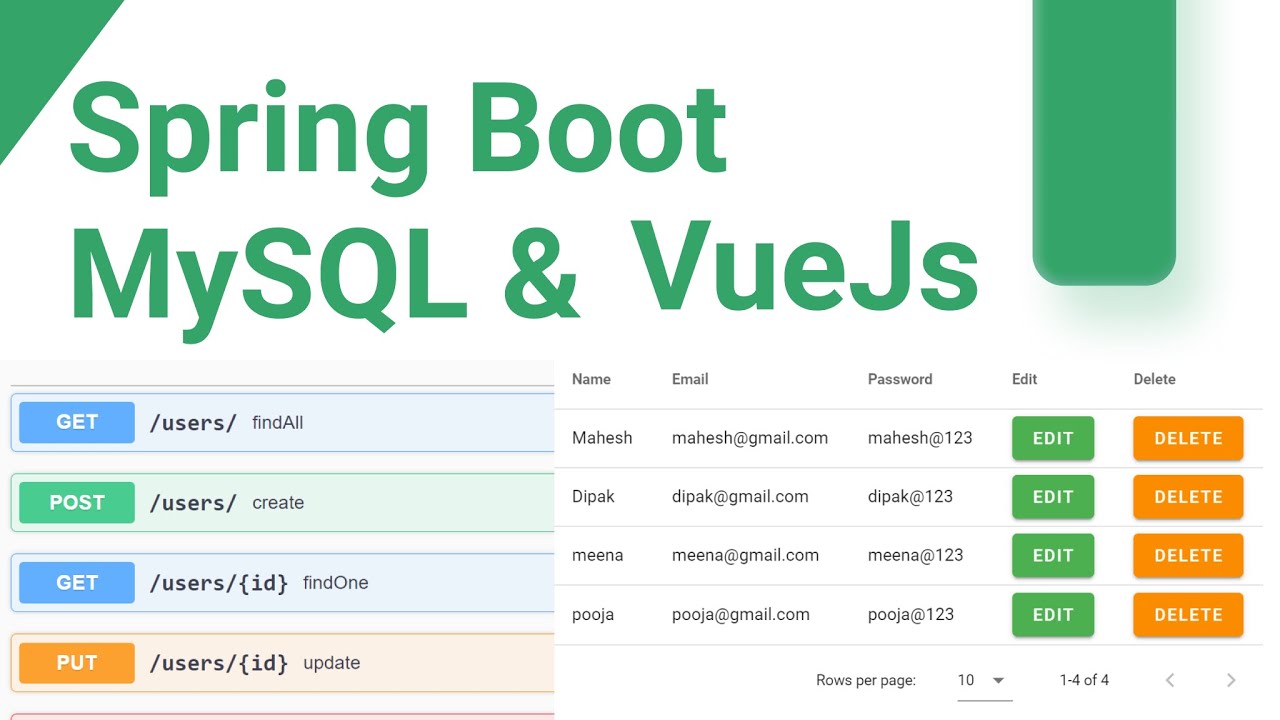 Spring Boot
MySQL & VueJs
GET /users/ findAll
POST /users/ create
GET /users/{id} findOne
PUT /users/{id} update
Name Email Password Edit Delete
Mahesh mahesh@gmail.com mahesh@123 EDIT DELETE
Dipak dipak@gmail.com dipak@123 EDIT DELETE
meena meena@gmail.com meena@123 EDIT DELETE
pooja pooja@gmail.com pooja@123 EDIT DELETE
Rows per page: 10 1-4 of 4